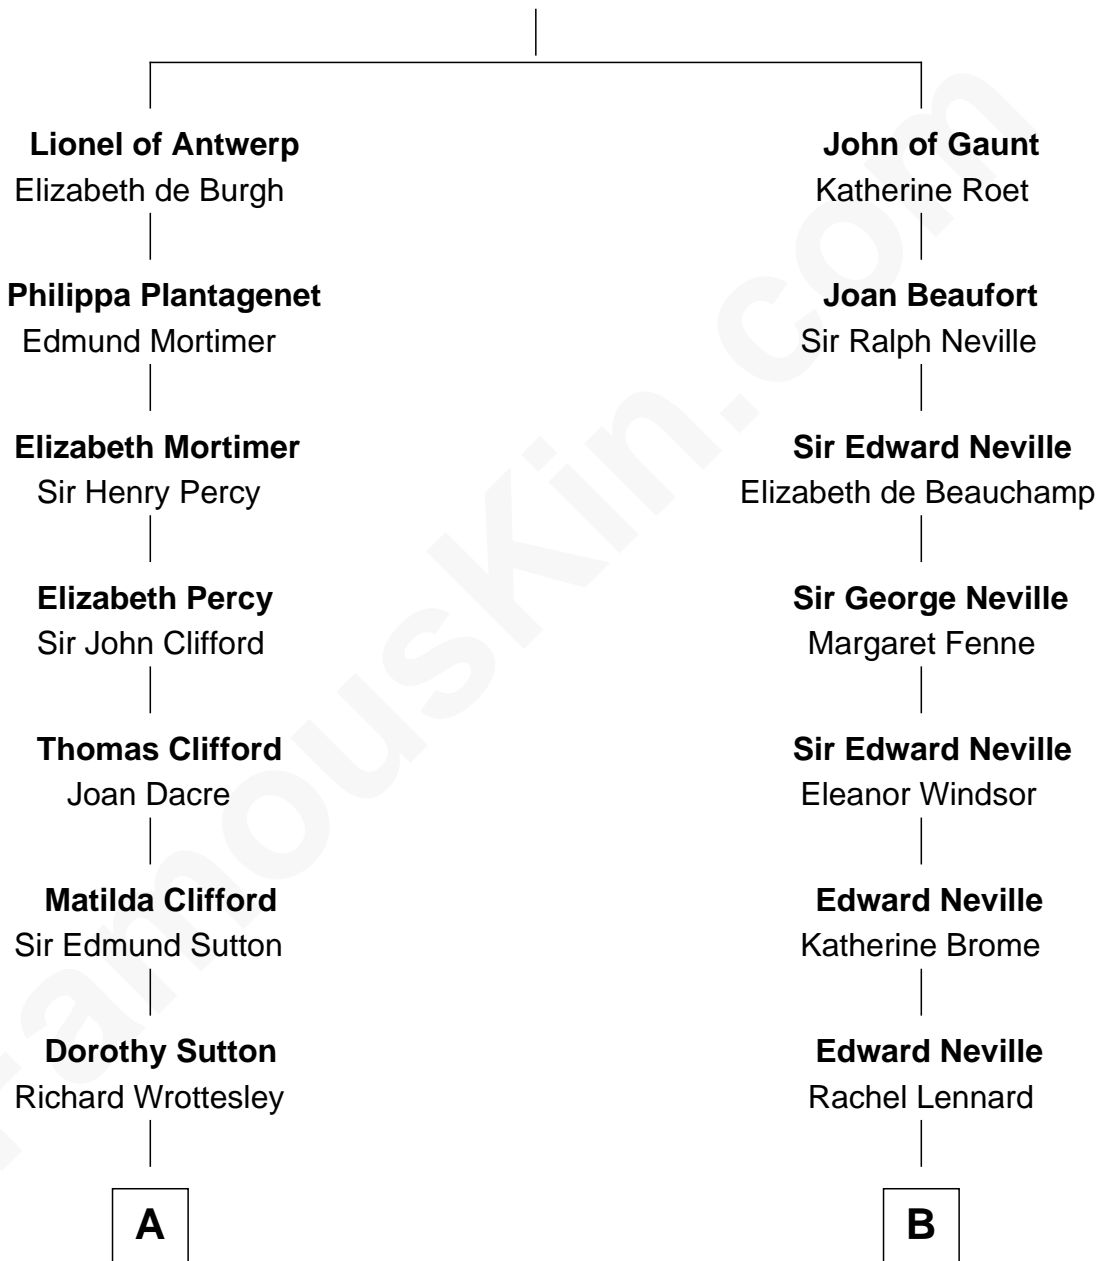 Lionel of Antwerp
Elizabeth de Burgh
Philippa Plantagenet
Edmund Mortimer
Elizabeth Mortimer
Sir Henry Percy
Elizabeth Percy
Sir John Clifford
Thomas Clifford
Joan Dacre
Matilda Clifford
Sir Edmund Sutton
Dorothy Sutton
Richard Wrottesley
A
John of Gaunt
Katherine Roet
Joan Beaufort
Sir Ralph Neville
Sir Edward Neville
Elizabeth de Beauchamp
Sir George Neville
Margaret Fenne
Sir Edward Neville
Eleanor Windsor
Edward Neville
Katherine Brome
Edward Neville
Rachel Lennard
B
FamousKin.com